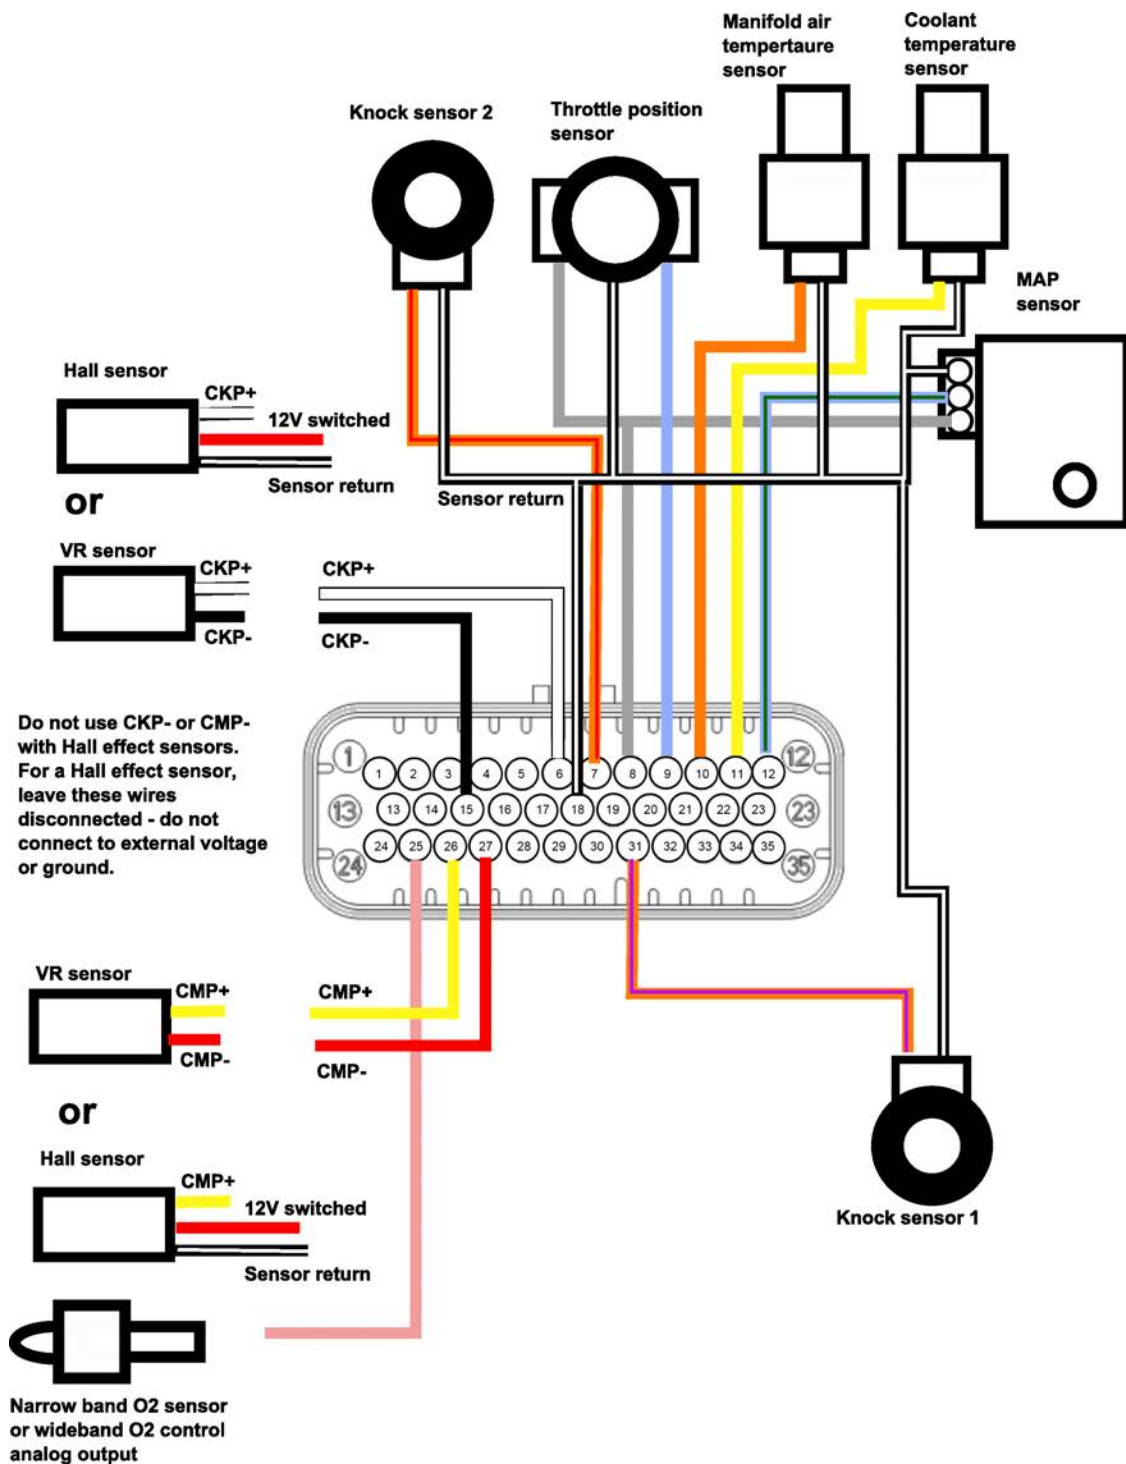 Manifold air
tempertaure
sensor
Coolant
temperature
sensor
Knock sensor 2
Throttle position
sensor
MAP
sensor
Hall sensor
CKP+
12V switched
Sensor return
or
Sensor return
VR sensor
CKP+
CKP-
CKP+
CKP-
Do not use CKP- or CMP-
with Hall effect sensors.
For a Hall effect sensor,
leave these wires
disconnected - do not
connect to external voltage
or ground.
1
12
1 2 3 4 5 6 7 8 9 10 11 12
13
13 14 15 16 17 18 19 20 21 22 23
23
24 25 26 27 28 29 30 31 32 33 34 35
24
35
VR sensor
CMP+
CMP-
CMP+
CMP-
or
Hall sensor
CMP+
12V switched
Sensor return
Knock sensor 1
Narrow band O2 sensor
or wideband O2 control
analog output